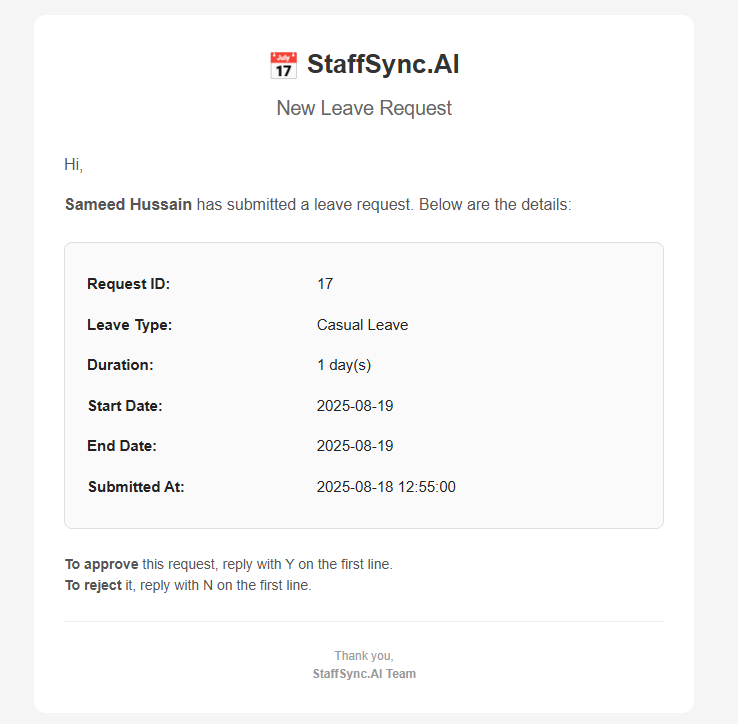 July
17
StaffSync.AI
New Leave Request
Hi,
Sameed Hussain has submitted a leave request. Below are the details:
Request ID: 17
Leave Type: Casual Leave
Duration: 1 day(s)
Start Date: 2025-08-19
End Date: 2025-08-19
Submitted At: 2025-08-18 12:55:00
To approve this request, reply with Y on the first line.
To reject it, reply with N on the first line.
Thank you,
StaffSync.AI Team